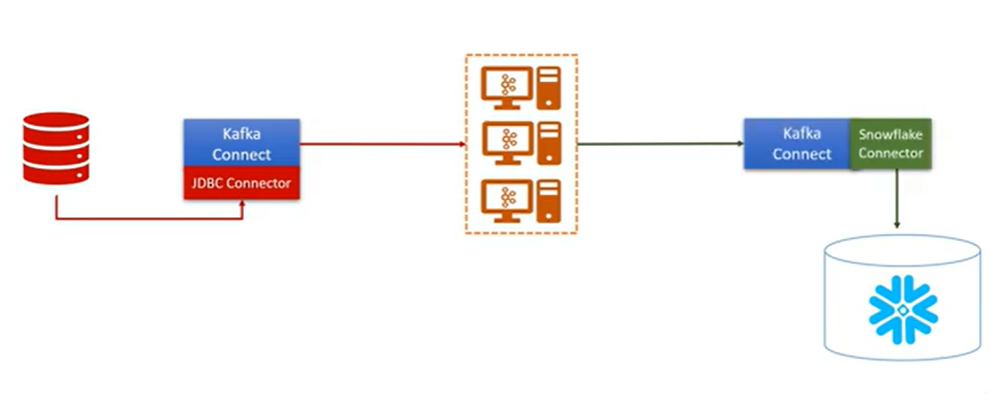 Kafka
Connect
JDBC Connector
Kafka
Connect
Snowflake
Connector